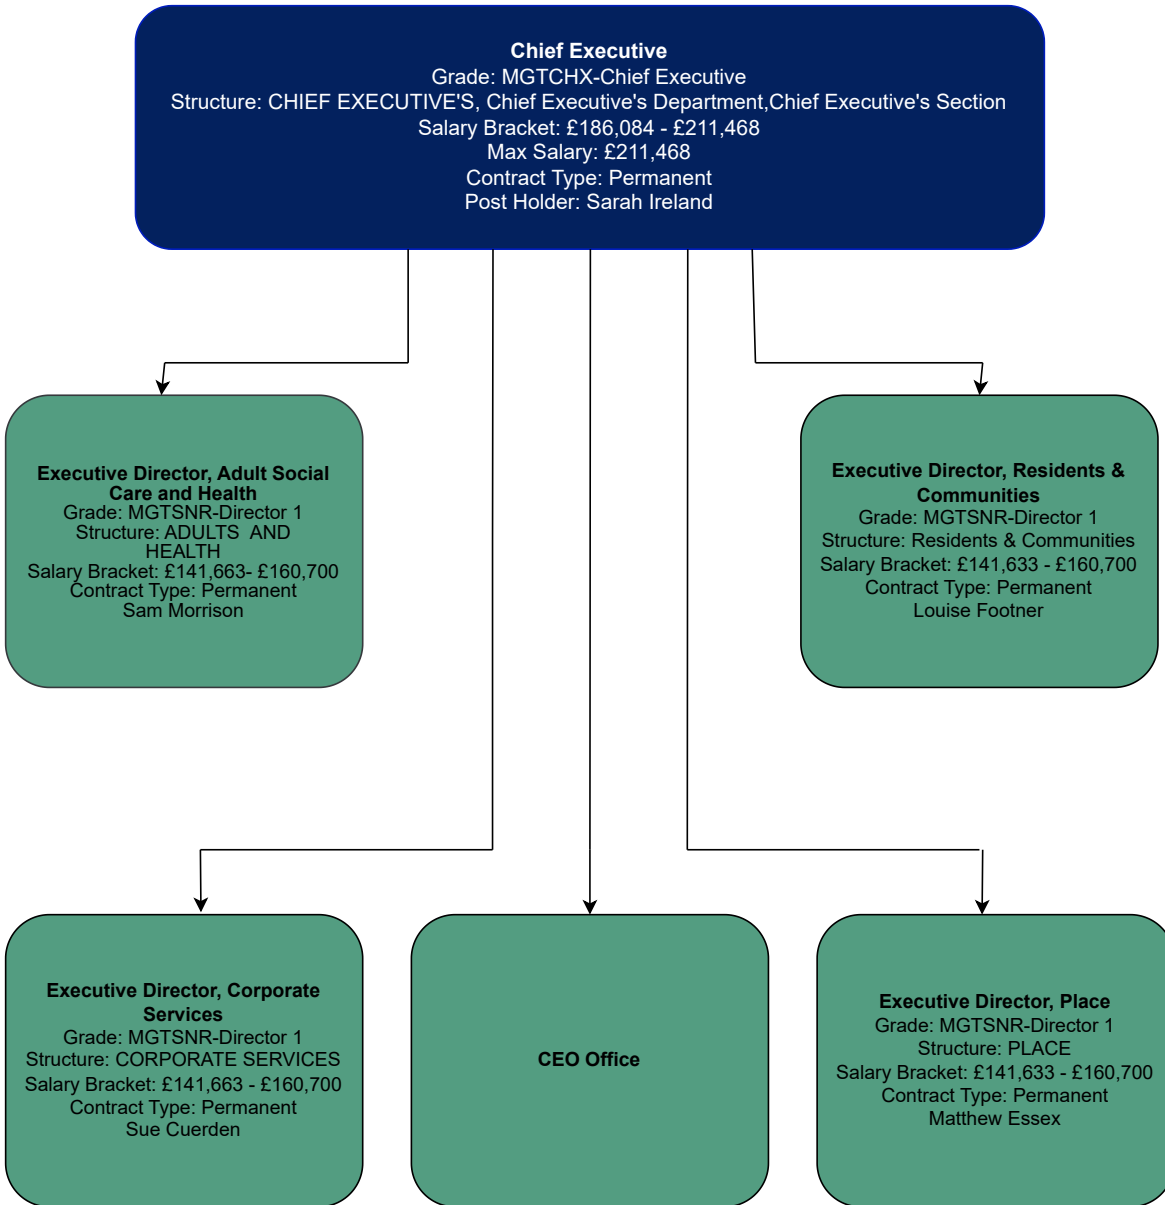 Chief Executive
Grade: MGTCHX-Chief Executive
Structure: CHIEF EXECUTIVE'S, Chief Executive's Department,Chief Executive's Section
Salary Bracket: £186,084 - £211,468
Max Salary: £211,468
Contract Type: Permanent
Post Holder: Sarah Ireland
Executive Director, Adult Social
Care and Health
Grade: MGTSNR-Director 1
Structure: ADULTS  AND
HEALTH
Salary Bracket: £141,663- £160,700
Contract Type: Permanent
Sam Morrison
Executive Director, Residents &
Communities
Grade: MGTSNR-Director 1
Structure: Residents & Communities
Salary Bracket: £141,633 - £160,700
Contract Type: Permanent
Louise Footner
Executive Director, Corporate
Services
Grade: MGTSNR-Director 1
Structure: CORPORATE SERVICES
Salary Bracket: £141,663 - £160,700
Contract Type: Permanent
Sue Cuerden
CEO Office
Executive Director, Place
Grade: MGTSNR-Director 1
Structure: PLACE
Salary Bracket: £141,633 - £160,700
Contract Type: Permanent
Matthew Essex